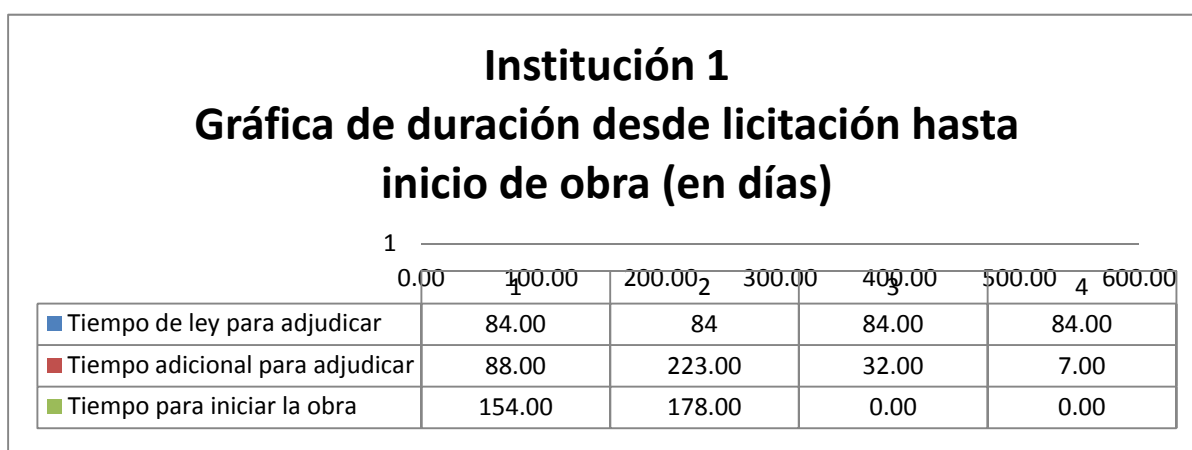 Institución 1
Gráfica de duración desde licitación hasta
inicio de obra (en días)
1
0.00 100.00 200.00 300.00 400.00 500.00 600.00
1 2 3 4
Tiempo de ley para adjudicar 84.00 84 84.00 84.00
Tiempo adicional para adjudicar 88.00 223.00 32.00 7.00
Tiempo para iniciar la obra 154.00 178.00 0.00 0.00